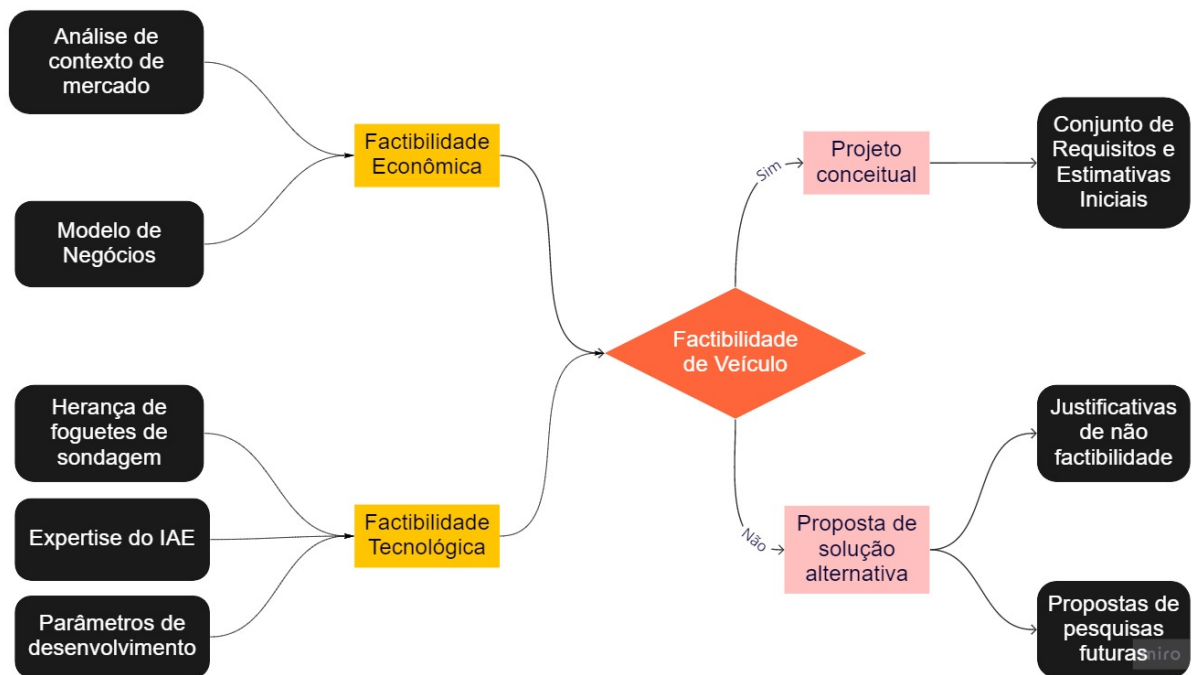 Análise de
contexto de
mercado
Modelo de
Negócios
Factibilidade
Econômica
Herança de
foguetes de
sondagem
Expertise do IAE
Parâmetros de
desenvolvimento
Factibilidade
Tecnológica
Factibilidade
de Veículo
Sim
Projeto
conceitual
Conjunto de
Requisitos e
Estimativas
Iniciais
Não
Proposta de
solução
alternativa
Justificativas
de não
factibilidade
Propostas de
pesquisas
futuras
miro